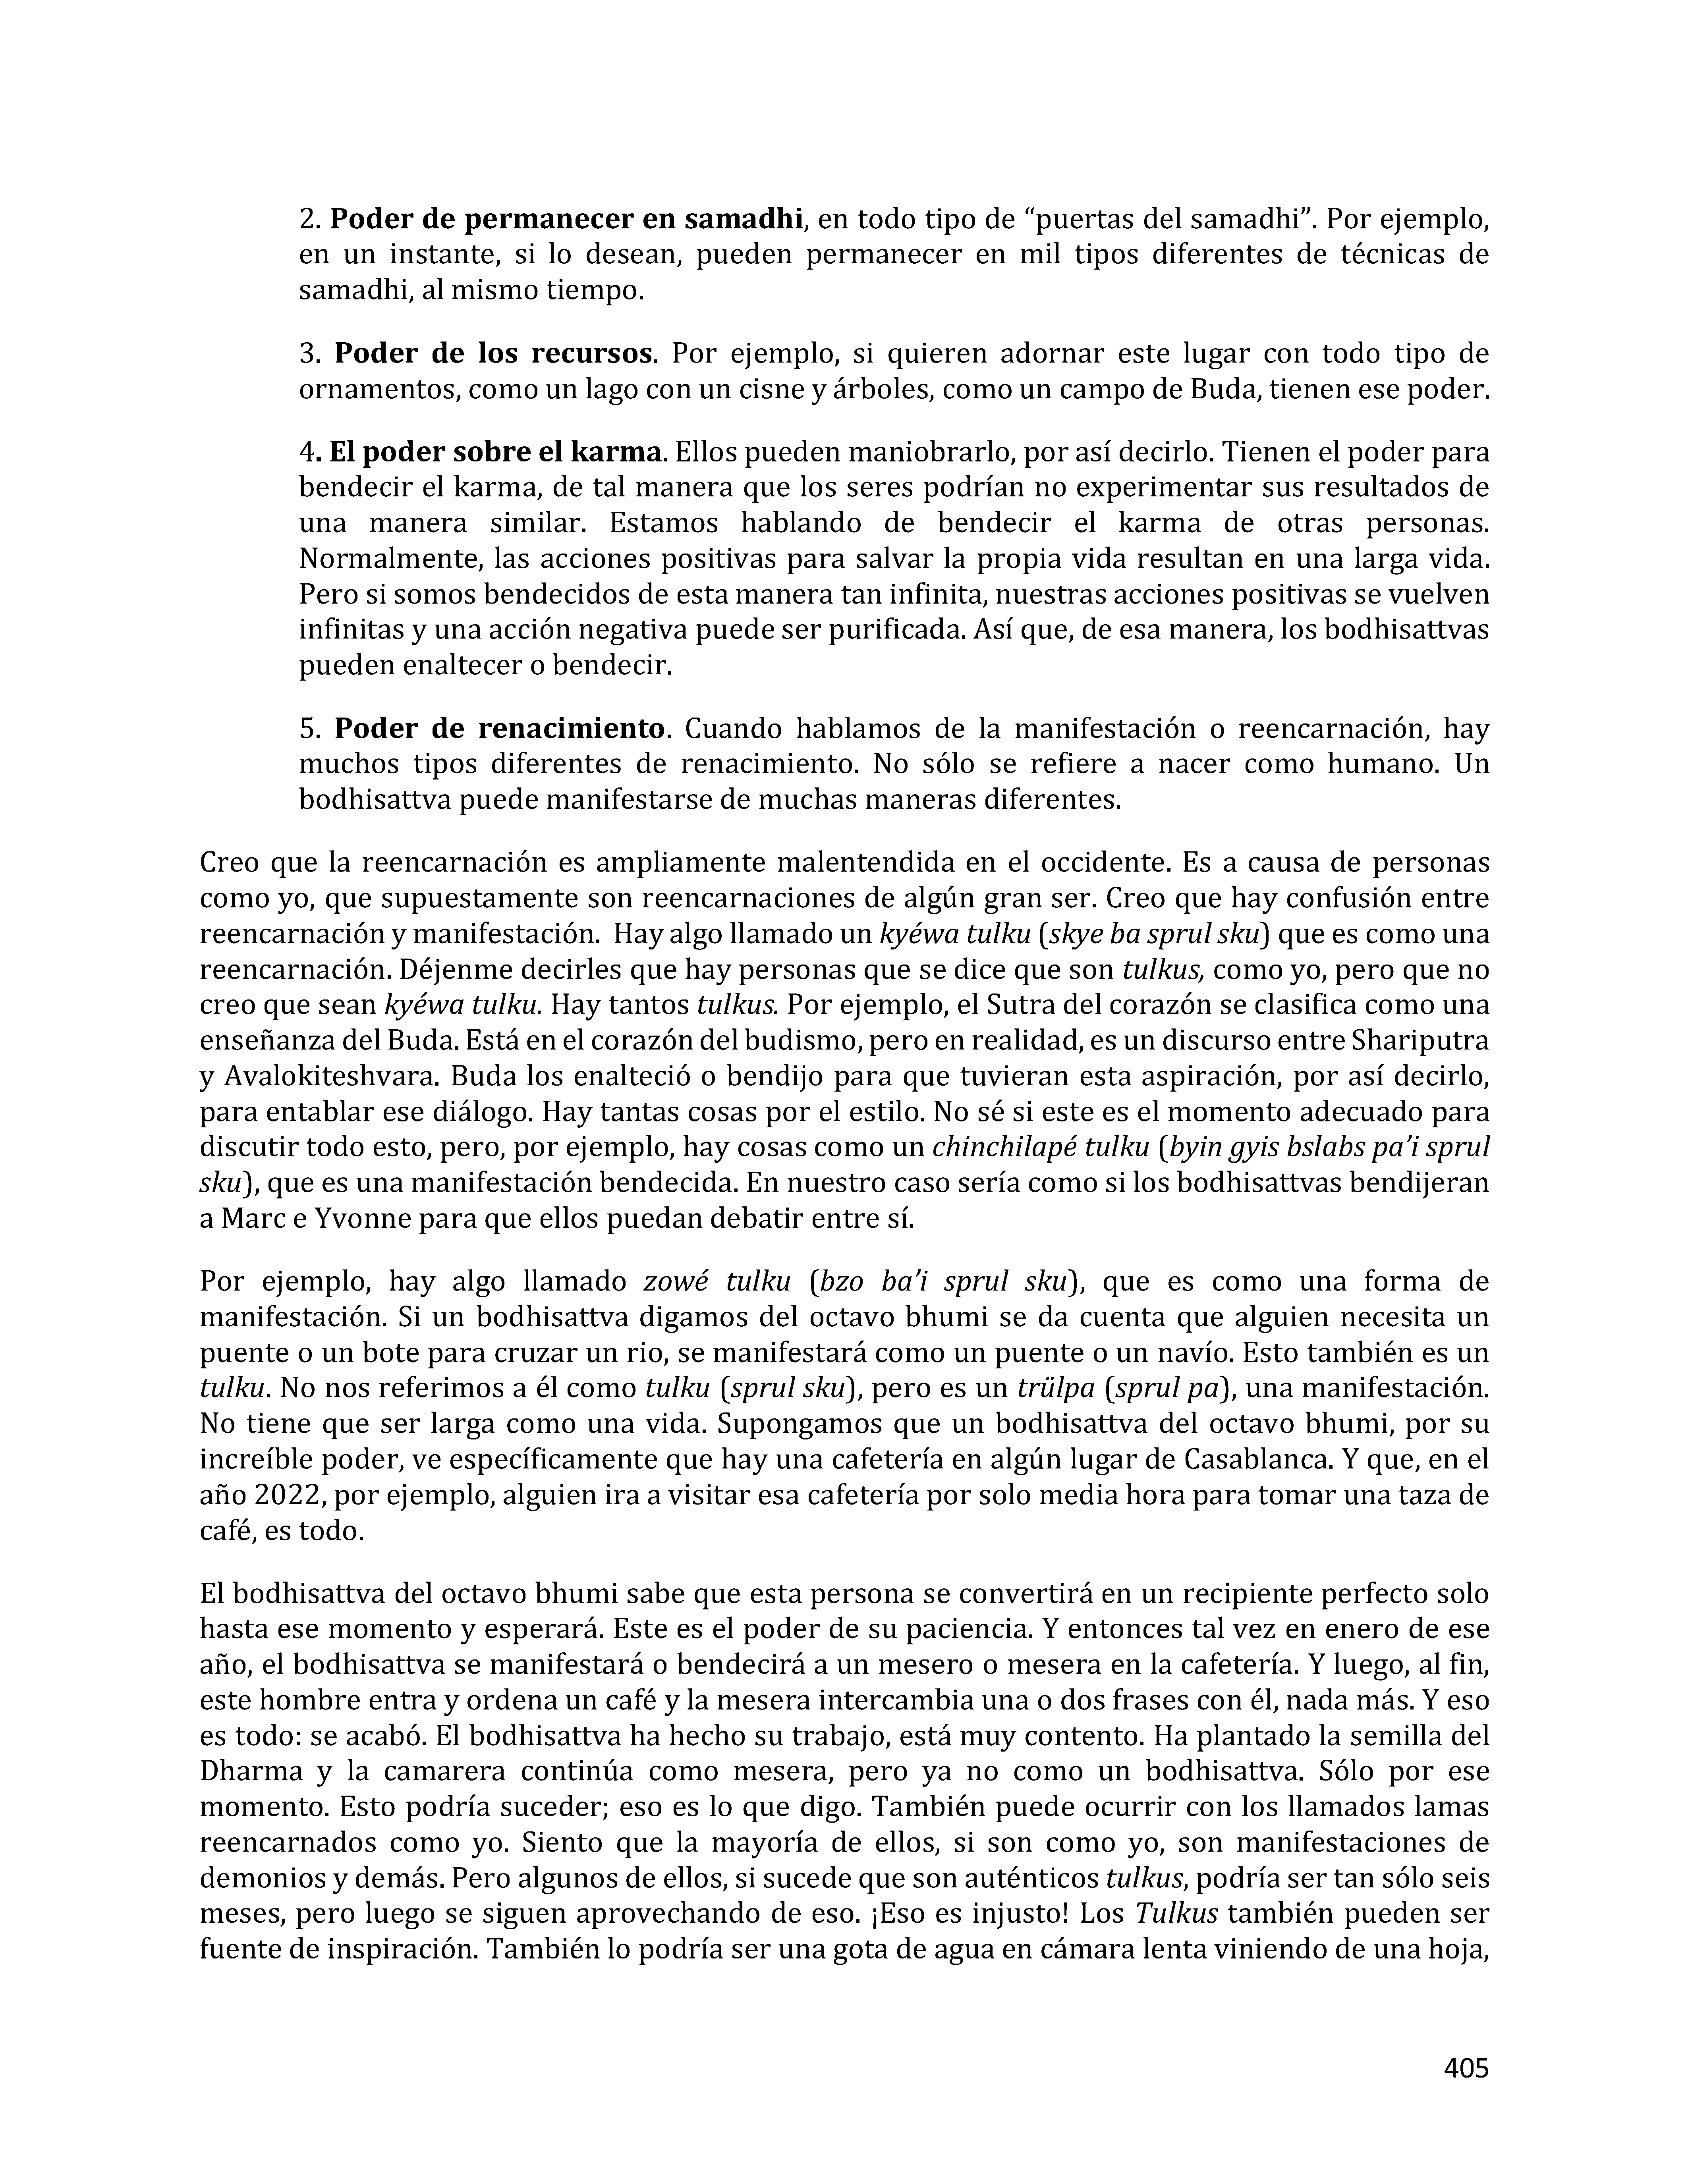 2. Poder de permanecer en samadhi, en todo tipo de “puertas del samadhi”. Por ejemplo,
en un instante, si lo desean, pueden permanecer en mil tipos diferentes de técnicas de
samadhi, al mismo tiempo.
3. Poder de los recursos. Por ejemplo, si quieren adornar este lugar con todo tipo de
ornamentos, como un lago con un cisne y árboles, como un campo de Buda, tienen ese poder.
4. El poder sobre el karma. Ellos pueden maniobrarlo, por así decirlo. Tienen el poder para
bendecir el karma, de tal manera que los seres podrían no experimentar sus resultados de
una manera similar. Estamos hablando de bendecir el karma de otras personas.
Normalmente, las acciones positivas para salvar la propia vida resultan en una larga vida.
Pero si somos bendecidos de esta manera tan infinita, nuestras acciones positivas se vuelven
infinitas y una acción negativa puede ser purificada. Así que, de esa manera, los bodhisattvas
pueden enaltecer o bendecir.
5. Poder de renacimiento. Cuando hablamos de la manifestación o reencarnación, hay
muchos tipos diferentes de renacimiento. No sólo se refiere a nacer como humano. Un
bodhisattva puede manifestarse de muchas maneras diferentes.
Creo que la reencarnación es ampliamente malentendida en el occidente. Es a causa de personas
como yo, que supuestamente son reencarnaciones de algún gran ser. Creo que hay confusión entre
reencarnación y manifestación. Hay algo llamado un kyéwa tulku (skye ba sprul sku) que es como una
reencarnación. Déjenme decirles que hay personas que se dice que son tulkus, como yo, pero que no
creo que sean kyéwa tulku. Hay tantos tulkus. Por ejemplo, el Sutra del corazón se clasifica como una
enseñanza del Buda. Está en el corazón del budismo, pero en realidad, es un discurso entre Shariputra
y Avalokiteshvara. Buda los enalteció o bendijo para que tuvieran esta aspiración, por así decirlo,
para entablar ese diálogo. Hay tantas cosas por el estilo. No sé si este es el momento adecuado para
discutir todo esto, pero, por ejemplo, hay cosas como un chinchilapé tulku (byin gyis bslabs pa’i sprul
sku), que es una manifestación bendecida. En nuestro caso sería como si los bodhisattvas bendijeran
a Marc e Yvonne para que ellos puedan debatir entre sí.
Por ejemplo, hay algo llamado zowé tulku (bzo ba’i sprul sku), que es como una forma de
manifestación. Si un bodhisattva digamos del octavo bhumi se da cuenta que alguien necesita un
puente o un bote para cruzar un rio, se manifestará como un puente o un navío. Esto también es un
tulku. No nos referimos a él como tulku (sprul sku), pero es un trülpa (sprul pa), una manifestación.
No tiene que ser larga como una vida. Supongamos que un bodhisattva del octavo bhumi, por su
increíble poder, ve específicamente que hay una cafetería en algún lugar de Casablanca. Y que, en el
año 2022, por ejemplo, alguien ira a visitar esa cafetería por solo media hora para tomar una taza de
café, es todo.
El bodhisattva del octavo bhumi sabe que esta persona se convertirá en un recipiente perfecto solo
hasta ese momento y esperará. Este es el poder de su paciencia. Y entonces tal vez en enero de ese
año, el bodhisattva se manifestará o bendecirá a un mesero o mesera en la cafetería. Y luego, al fin,
este hombre entra y ordena un café y la mesera intercambia una o dos frases con él, nada más. Y eso
es todo: se acabó. El bodhisattva ha hecho su trabajo, está muy contento. Ha plantado la semilla del
Dharma y la camarera continúa como mesera, pero ya no como un bodhisattva. Sólo por ese
momento. Esto podría suceder; eso es lo que digo. También puede ocurrir con los llamados lamas
reencarnados como yo. Siento que la mayoría de ellos, si son como yo, son manifestaciones de
demonios y demás. Pero algunos de ellos, si sucede que son auténticos tulkus, podría ser tan sólo seis
meses, pero luego se siguen aprovechando de eso. ¡Eso es injusto! Los Tulkus también pueden ser
fuente de inspiración. También lo podría ser una gota de agua en cámara lenta viniendo de una hoja,
405